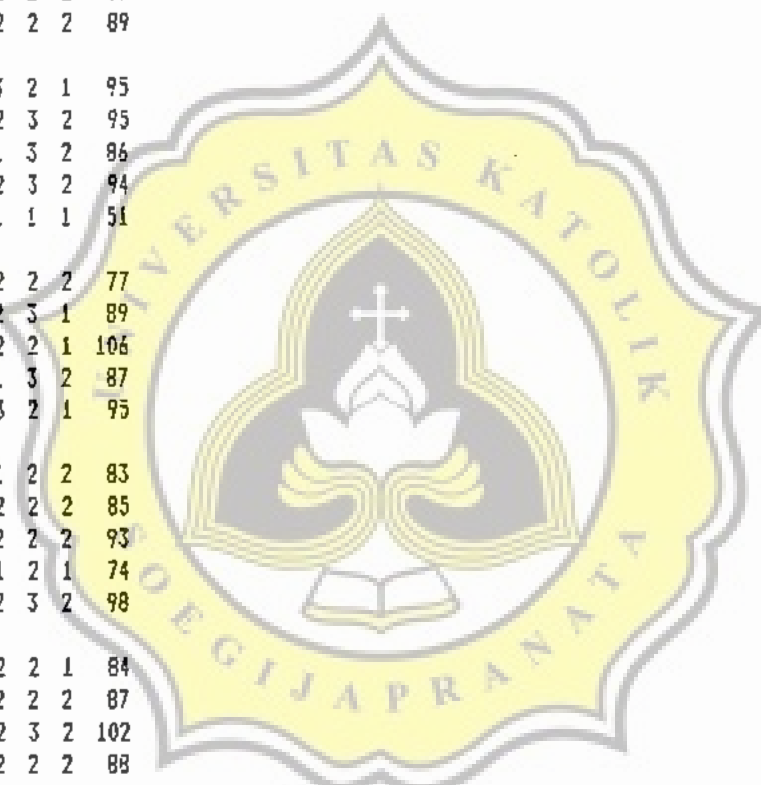 2 2 2 89
3 2 1 95
2 3 2 95
3 2 86
2 3 2 94
1 1 51
2 2 2 77
2 3 1 89
2 2 1 106
3 2 87
3 2 1 95
2 2 83
2 2 2 85
2 2 2 93
1 2 1 74
2 3 2 98
2 2 1 84
2 2 2 87
2 3 2 102
2 2 2 88
UNIVERSITAS KATOLIK
SOEGIJAPRANATA